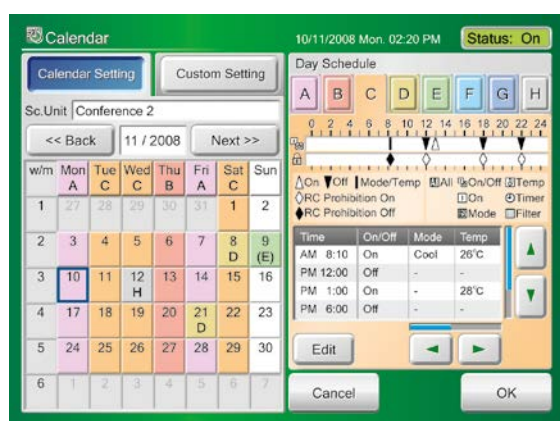 Calendar
10/11/2008 Mon. 02:20 PM
Status: On
Calendar Setting
Custom Setting
Sc.Unit Conference 2
<< Back
11 / 2008
Next >>
w/m Mon Tue Wed Thu Fri Sat Sun
A C C B A C
1 27 28 29 30 31 1 2
2 3 4 5 6 7 8 9
D (E)
3 10 11 12 13 14 15 16
H
4 17 18 19 20 21 22 23
D
5 24 25 26 27 28 29 30
6 1 2 3 4 5 6 7
Day Schedule
A B C D E F G H
0 2 4 6 8 10 12 14 16 18 20 22 24
On Off Mode/Temp All On/Off Temp
RC Prohibition On On Timer
RC Prohibition Off Mode Filter
Time On/Off Mode Temp
AM 8:10 On Cool 26°C
PM 12:00 Off - -
PM 1:00 On - 28°C
PM 6:00 Off - -
Edit
Cancel
OK